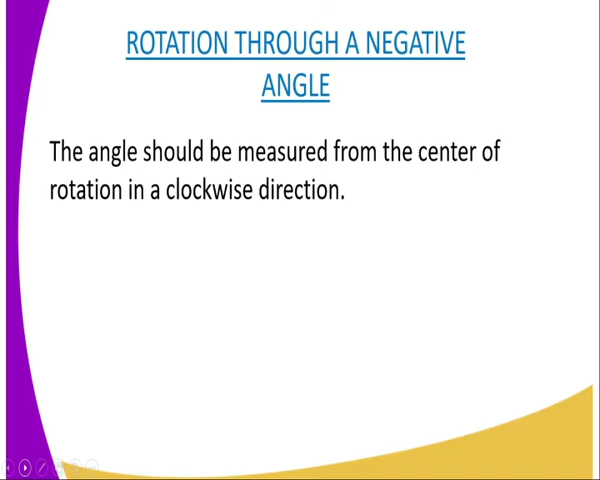 ROTATION THROUGH A NEGATIVE
ANGLE
The angle should be measured from the center of
rotation in a clockwise direction.